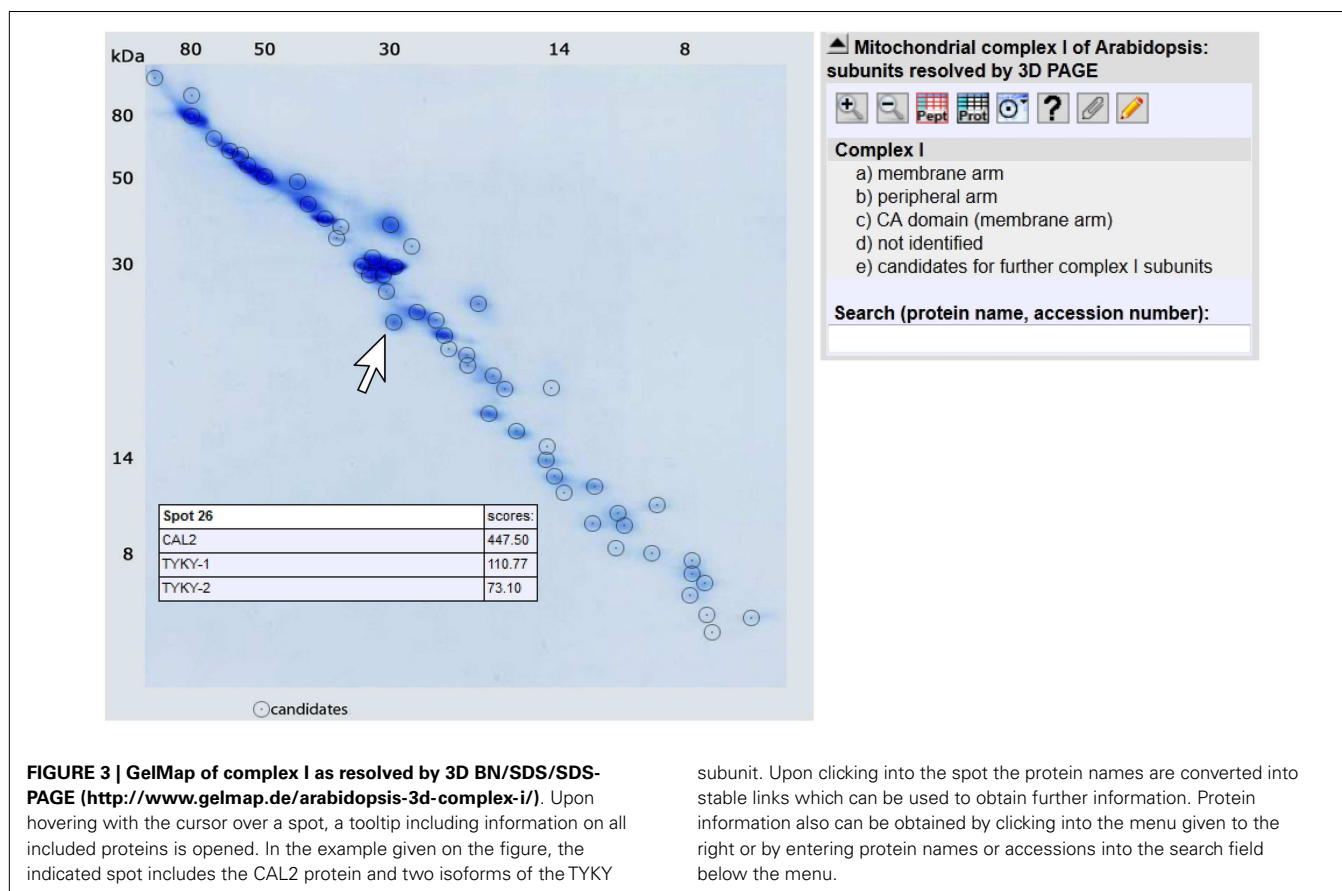 kDa 80 50 30 14 8
80
50
30
14
8
Spot 26 scores:
CAL2 447.50
TYKY-1 110.77
TYKY-2 73.10
candidates
Mitochondrial complex I of Arabidopsis:
subunits resolved by 3D PAGE
Pept Prot ?
Complex I
a) membrane arm
b) peripheral arm
c) CA domain (membrane arm)
d) not identified
e) candidates for further complex I subunits
Search (protein name, accession number):
FIGURE 3 | GelMap of complex I as resolved by 3D BN/SDS/SDS-
PAGE (http://www.gelmap.de/arabidopsis-3d-complex-i/). Upon
hovering with the cursor over a spot, a tooltip including information on all
included proteins is opened. In the example given on the figure, the
indicated spot includes the CAL2 protein and two isoforms of the TYKY
subunit. Upon clicking into the spot the protein names are converted into
stable links which can be used to obtain further information. Protein
information also can be obtained by clicking into the menu given to the
right or by entering protein names or accessions into the search field
below the menu.